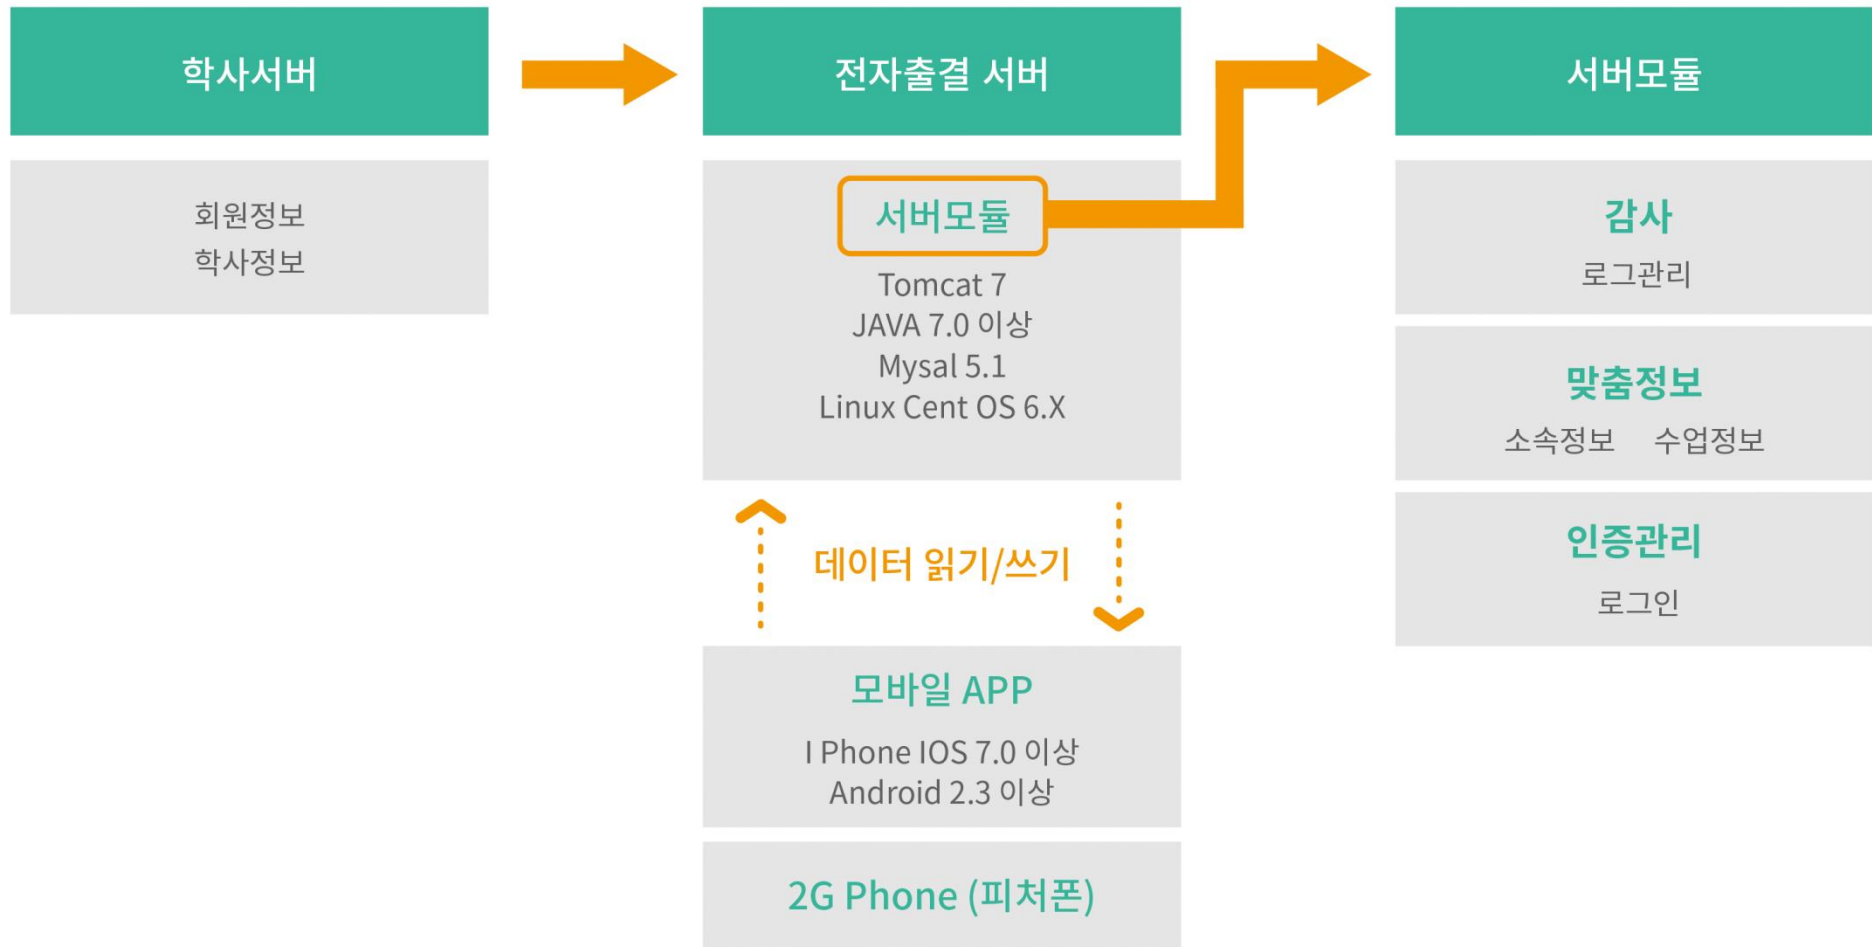 학사서버
회원정보
학사정보
전자출결 서버
서버모듈
Tomcat 7
JAVA 7.0 이상
Mysal 5.1
Linux Cent OS 6.X
데이터 읽기/쓰기
모바일 APP
I Phone IOS 7.0 이상
Android 2.3 이상
2G Phone (피처폰)
서버모듈
감사
로그관리
맞춤정보
소속정보 수업정보
인증관리
로그인